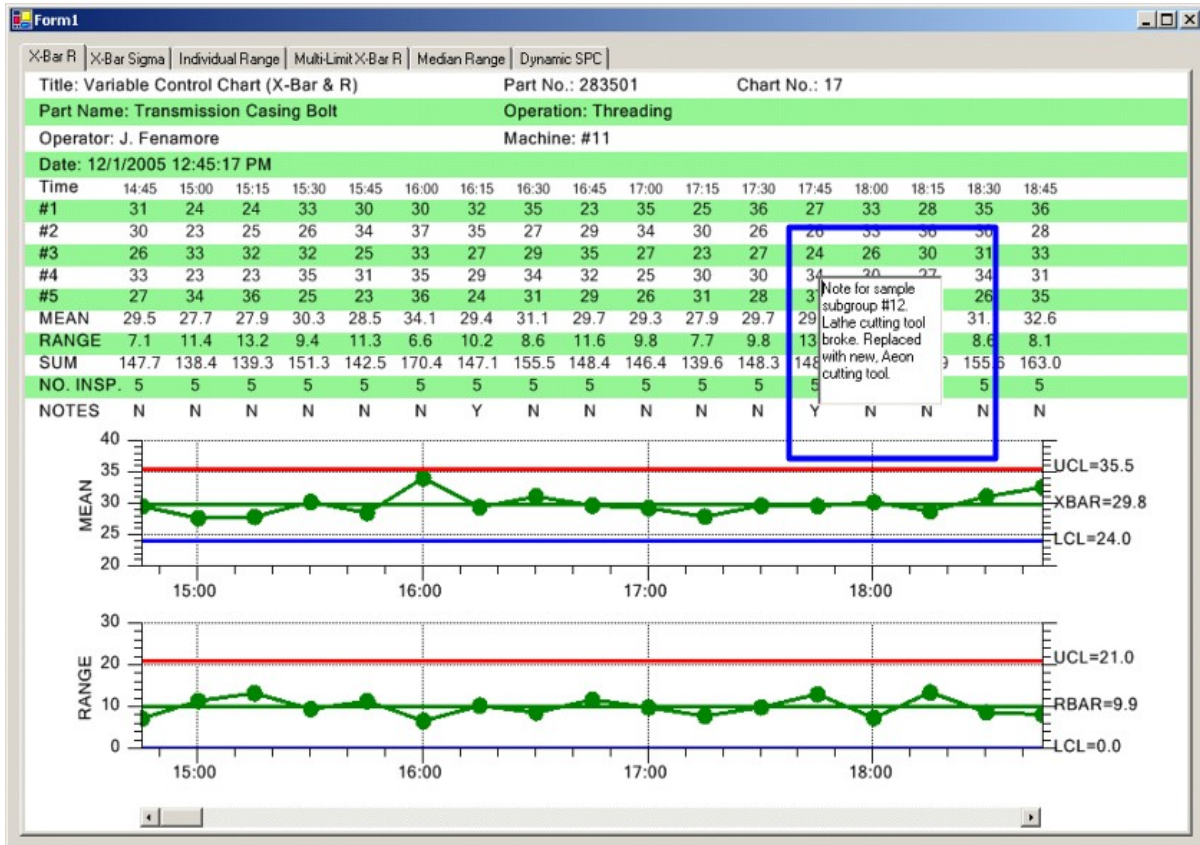 Form1
X-Bar R X-Bar Sigma Individual Range Multi-Limit X-Bar R Median Range Dynamic SPC
Title: Variable Control Chart (X-Bar & R) Part No.: 283501 Chart No.: 17
Part Name: Transmission Casing Bolt Operation: Threading
Operator: J. Fenamore Machine: #11
Date: 12/1/2005 12:45:17 PM
Time 14:45 15:00 15:15 15:30 15:45 16:00 16:15 16:30 16:45 17:00 17:15 17:30 17:45 18:00 18:15 18:30 18:45
#1 31 24 24 33 30 30 32 35 23 35 25 36 27 33 28 35 36
#2 30 23 25 26 34 37 35 27 29 34 30 26 26 33 36 30 28
#3 26 33 32 32 25 33 27 29 35 27 23 27 24 26 30 31 33
#4 33 23 23 35 31 35 29 34 32 25 30 30 34 30 27 34 31
#5 27 34 36 25 23 36 24 31 29 26 31 28 26 35
MEAN 29.5 27.7 27.9 30.3 28.5 34.1 29.4 31.1 29.7 29.3 27.9 29.7 29 31. 32.6
RANGE 7.1 11.4 13.2 9.4 11.3 6.6 10.2 8.6 11.6 9.8 7.7 9.8 13 8.6 8.1
SUM 147.7 138.4 139.3 151.3 142.5 170.4 147.1 155.5 148.4 146.4 139.6 148.3 148 9 155.6 163.0
NO. INSP. 5 5 5 5 5 5 5 5 5 5 5 5 5 5 5
NOTES N N N N N N Y N N N N N Y N N N N
Note for sample
subgroup #12.
Lathe cutting tool
broke. Replaced
with new, Aeon
cutting tool.
MEAN
40
35
30
25
20
UCL=35.5
XBAR=29.8
LCL=24.0
15:00 16:00 17:00 18:00
RANGE
30
20
10
0
UCL=21.0
RBAR=9.9
LCL=0.0
15:00 16:00 17:00 18:00